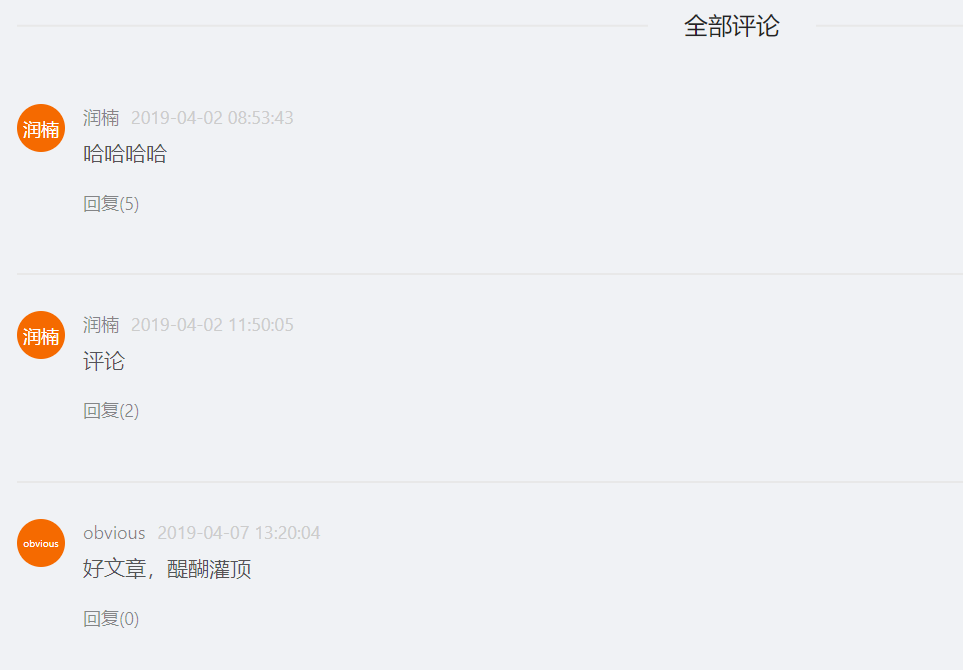 全部评论
润楠
润楠 2019-04-02 08:53:43
哈哈哈哈
回复(5)
润楠
润楠 2019-04-02 11:50:05
评论
回复(2)
obvious
obvious 2019-04-07 13:20:04
好文章，醍醐灌顶
回复(0)